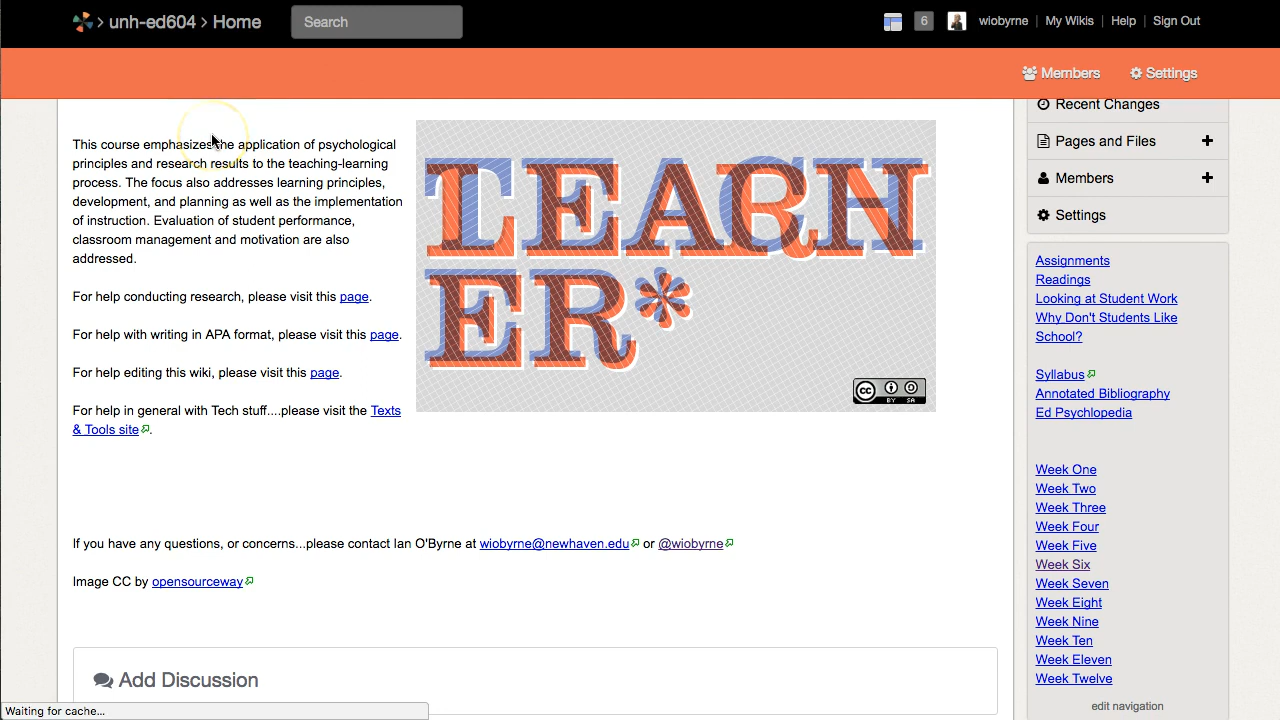 unh-ed604 > Home
Search
6
wiobyrne
My Wikis
Help
Sign Out
Members
Settings
This course emphasizes the application of psychological
principles and research results to the teaching-learning
process. The focus also addresses learning principles,
development, and planning as well as the implementation
of instruction. Evaluation of student performance,
classroom management and motivation are also
addressed.
For help conducting research, please visit this page.
For help with writing in APA format, please visit this page.
For help editing this wiki, please visit this page.
For help in general with Tech stuff....please visit the Texts
& Tools site.
LEARN
ER*
CC BY SA
If you have any questions, or concerns...please contact Ian O'Byrne at wiobyrne@newhaven.edu or @wiobyrne
Image CC by opensourceway
Add Discussion
Waiting for cache...
Recent Changes
Pages and Files +
Members +
Settings
Assignments
Readings
Looking at Student Work
Why Don't Students Like
School?
Syllabus
Annotated Bibliography
Ed Psychlopedia
Week One
Week Two
Week Three
Week Four
Week Five
Week Six
Week Seven
Week Eight
Week Nine
Week Ten
Week Eleven
Week Twelve
edit navigation